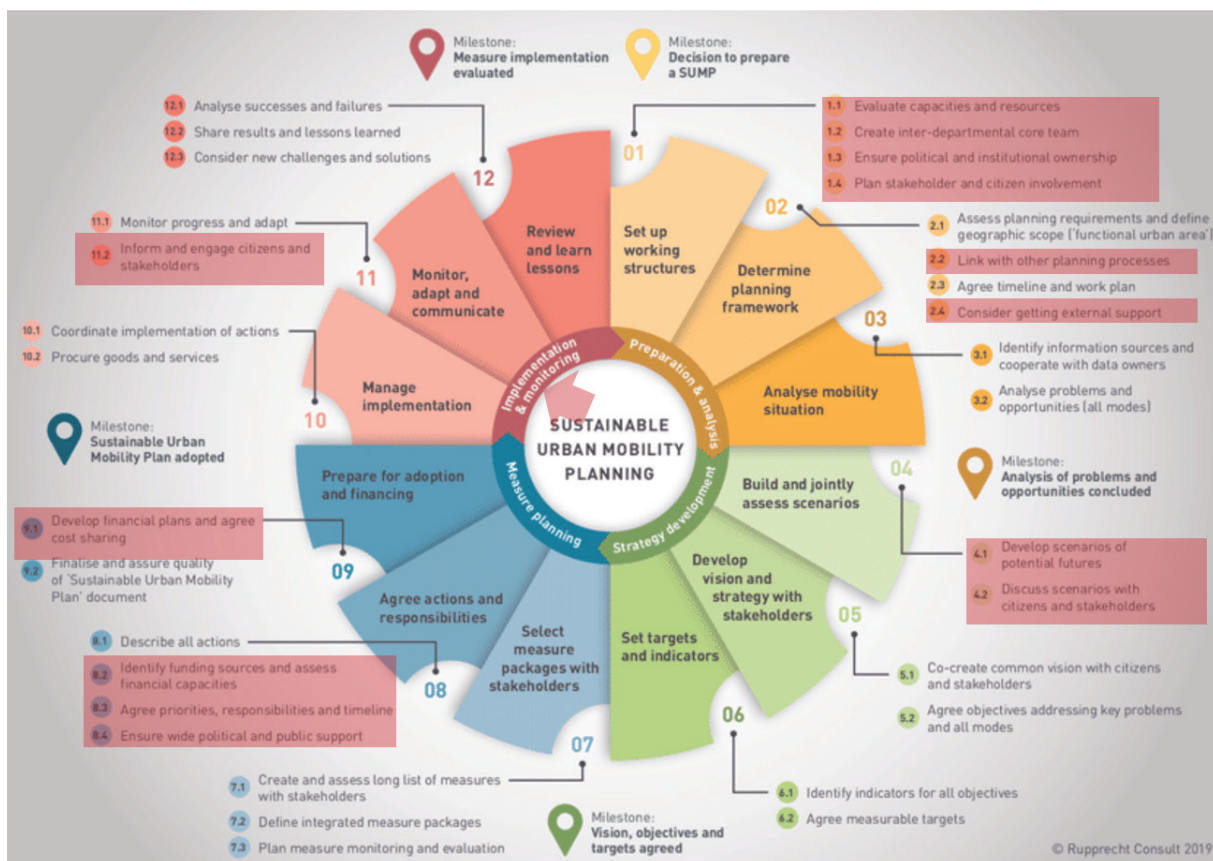 Milestone:
Measure implementation
evaluated
Milestone:
Decision to prepare
a SUMP
12.1 Analyse successes and failures
12.2 Share results and lessons learned
12.3 Consider new challenges and solutions
1.1 Evaluate capacities and resources
1.2 Create inter-departmental core team
1.3 Ensure political and institutional ownership
1.4 Plan stakeholder and citizen involvement
11.1 Monitor progress and adapt
11.2 Inform and engage citizens and
stakeholders
2.1 Assess planning requirements and define
geographic scope ('functional urban area')
2.2 Link with other planning processes
2.3 Agree timeline and work plan
2.4 Consider getting external support
10.1 Coordinate implementation of actions
10.2 Procure goods and services
3.1 Identify information sources and
cooperate with data owners
3.2 Analyse problems and
opportunities (all modes)
Milestone:
Sustainable Urban
Mobility Plan adopted
Milestone:
Analysis of problems and
opportunities concluded
9.1 Develop financial plans and agree
cost sharing
9.2 Finalise and assure quality
of 'Sustainable Urban Mobility
Plan' document
4.1 Develop scenarios of
potential futures
4.2 Discuss scenarios with
citizens and stakeholders
8.1 Describe all actions
8.2 Identify funding sources and assess
financial capacities
8.3 Agree priorities, responsibilities and timeline
8.4 Ensure wide political and public support
5.1 Co-create common vision with citizens
and stakeholders
5.2 Agree objectives addressing key problems
and all modes
7.1 Create and assess long list of measures
with stakeholders
7.2 Define integrated measure packages
7.3 Plan measure monitoring and evaluation
6.1 Identify indicators for all objectives
6.2 Agree measurable targets
Milestone:
Vision, objectives and
targets agreed
01
Set up
working
structures
02
Determine
planning
framework
03
Analyse mobility
situation
04
Build and jointly
assess scenarios
05
Develop
vision and
strategy with
stakeholders
06
Set targets
and indicators
07
Select
measure
packages with
stakeholders
08
Agree actions and
responsibilities
09
Prepare for adoption
and financing
10
Manage
implementation
11
Monitor,
adapt and
communicate
12
Review
and learn
lessons
Preparation & analysis
Strategy development
Measure planning
Implementation
& monitoring
SUSTAINABLE
URBAN MOBILITY
PLANNING
© Rupprecht Consult 2019